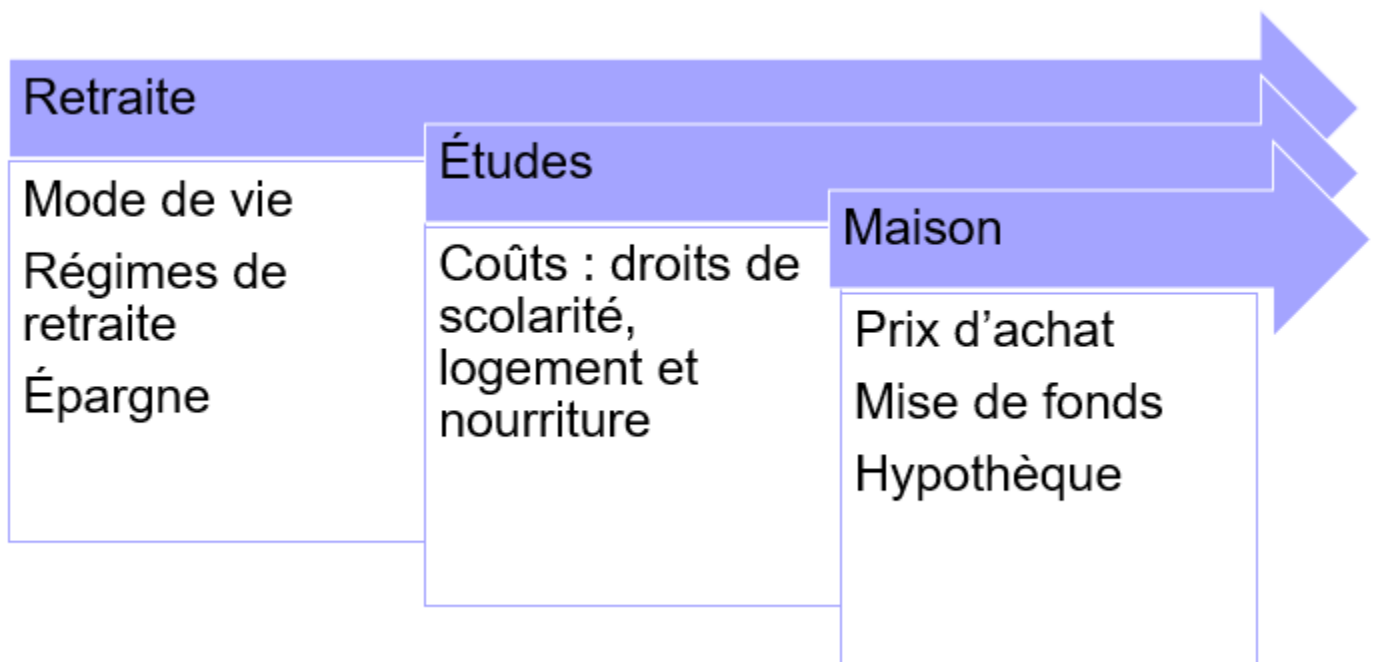 Retraite
Mode de vie
Régimes de
retraite
Épargne
Études
Coûts : droits de
scolarité,
logement et
nourriture
Maison
Prix d’achat
Mise de fonds
Hypothèque